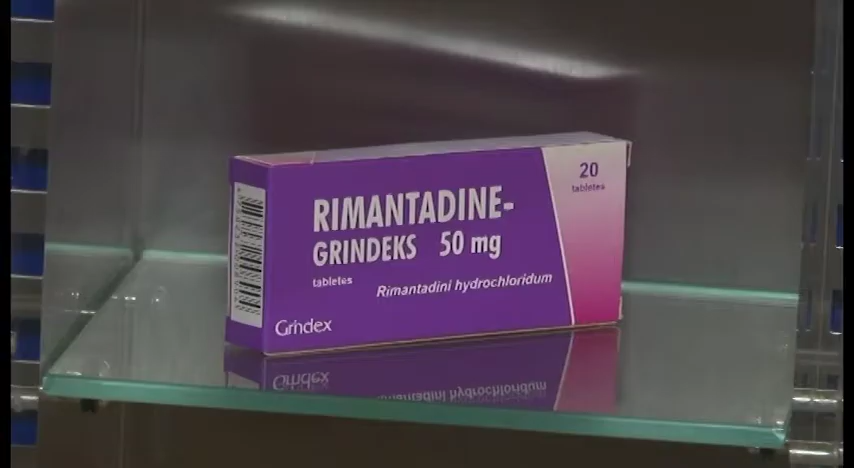 RIMANTADINE-
GRINDEKS 50 mg
tabletes
Rimantadini hydrochloridum
Grindex
20
tabletes